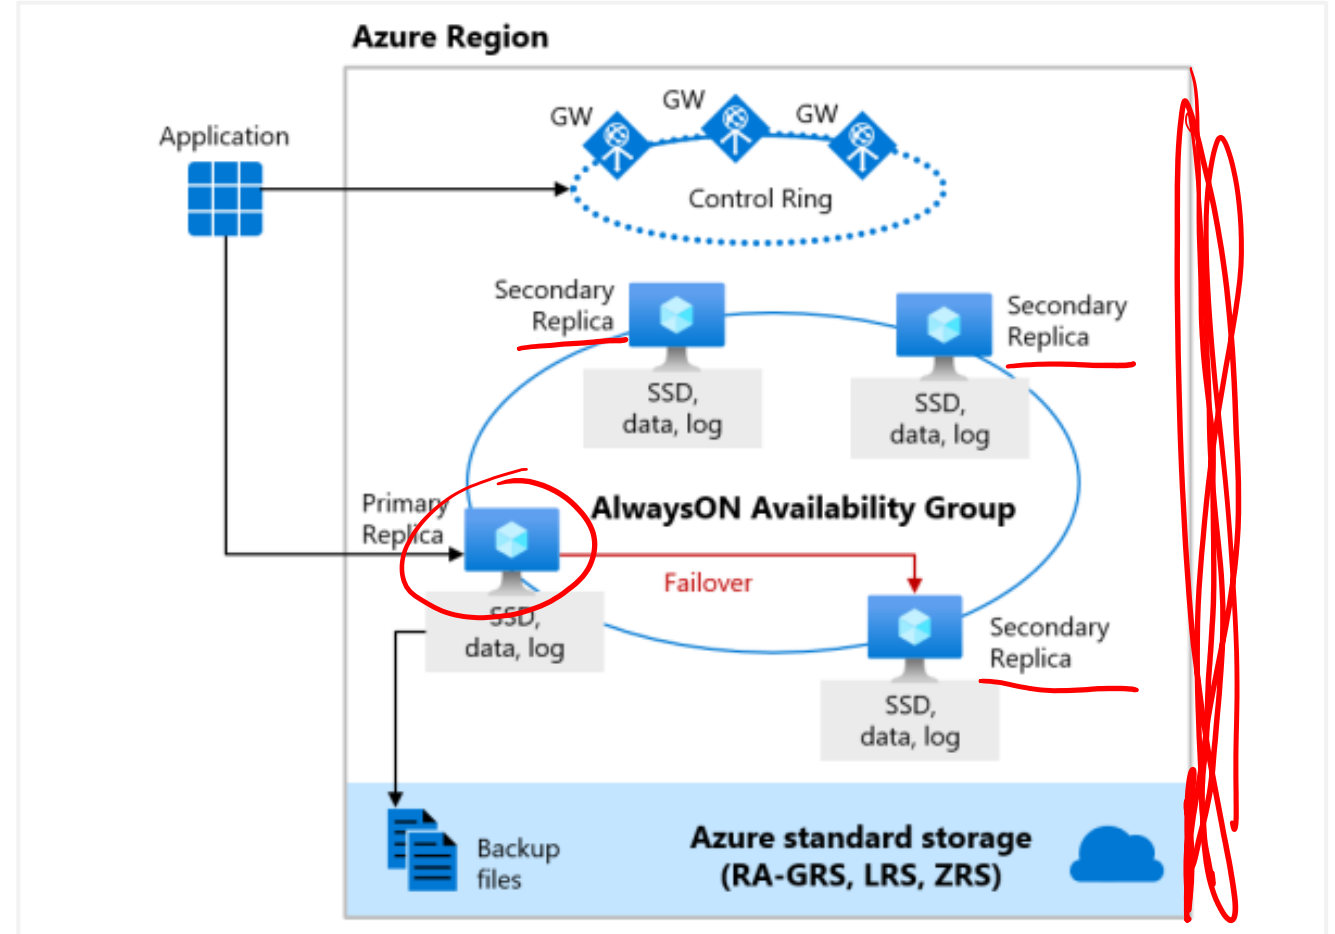 Azure Region
GW
GW
GW
Application
Control Ring
Secondary
Replica
Secondary
Replica
SSD,
data, log
SSD,
data, log
Primary
Replica
AlwaysON Availability Group
Failover
SSD,
data, log
Secondary
Replica
SSD,
data, log
Backup
files
Azure standard storage
(RA-GRS, LRS, ZRS)